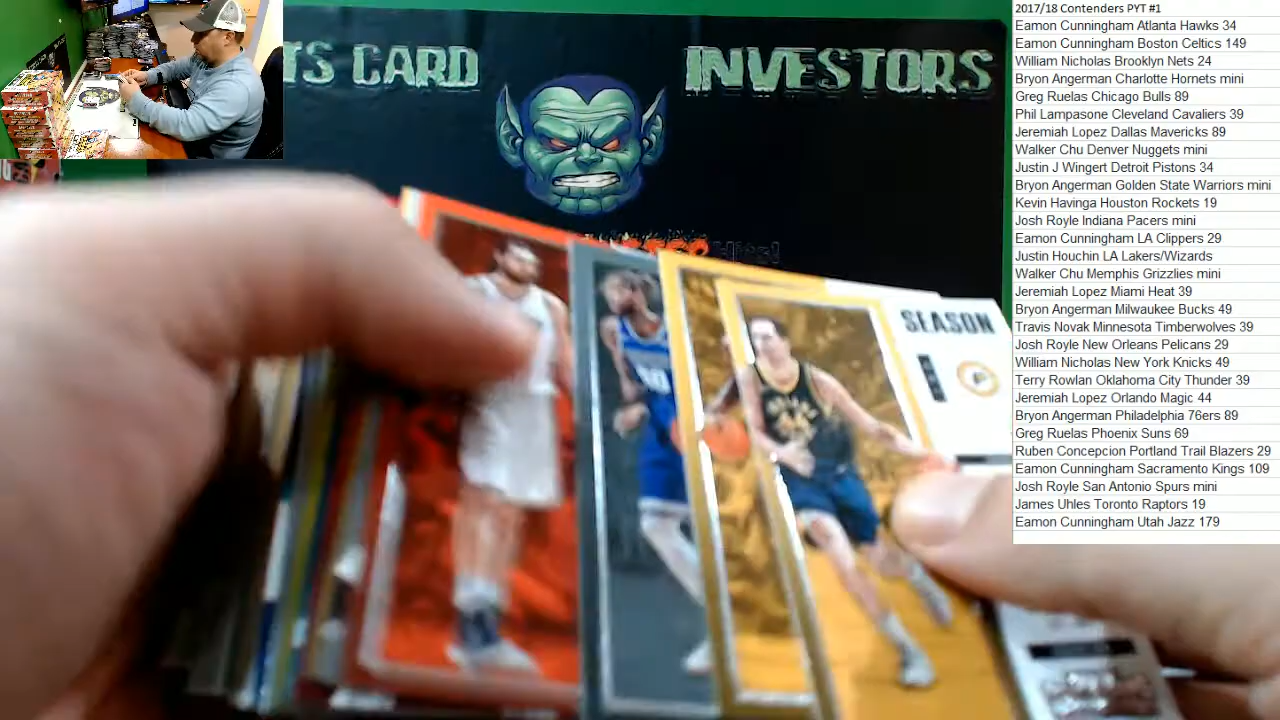 TS CARD INVESTORS
2017/18 Contenders PYT #1
Eamon Cunningham Atlanta Hawks 34
Eamon Cunningham Boston Celtics 149
William Nicholas Brooklyn Nets 24
Bryon Angerman Charlotte Hornets mini
Greg Ruelas Chicago Bulls 89
Phil Lampasone Cleveland Cavaliers 39
Jeremiah Lopez Dallas Mavericks 89
Walker Chu Denver Nuggets mini
Justin J Wingert Detroit Pistons 34
Bryon Angerman Golden State Warriors mini
Kevin Havinga Houston Rockets 19
Josh Royle Indiana Pacers mini
Eamon Cunningham LA Clippers 29
Justin Houchin LA Lakers/Wizards
Walker Chu Memphis Grizzlies mini
Jeremiah Lopez Miami Heat 39
Bryon Angerman Milwaukee Bucks 49
Travis Novak Minnesota Timberwolves 39
Josh Royle New Orleans Pelicans 29
William Nicholas New York Knicks 49
Terry Rowlan Oklahoma City Thunder 39
Jeremiah Lopez Orlando Magic 44
Bryon Angerman Philadelphia 76ers 89
Greg Ruelas Phoenix Suns 69
Ruben Concepcion Portland Trail Blazers 29
Eamon Cunningham Sacramento Kings 109
Josh Royle San Antonio Spurs mini
James Uhles Toronto Raptors 19
Eamon Cunningham Utah Jazz 179
SEASON